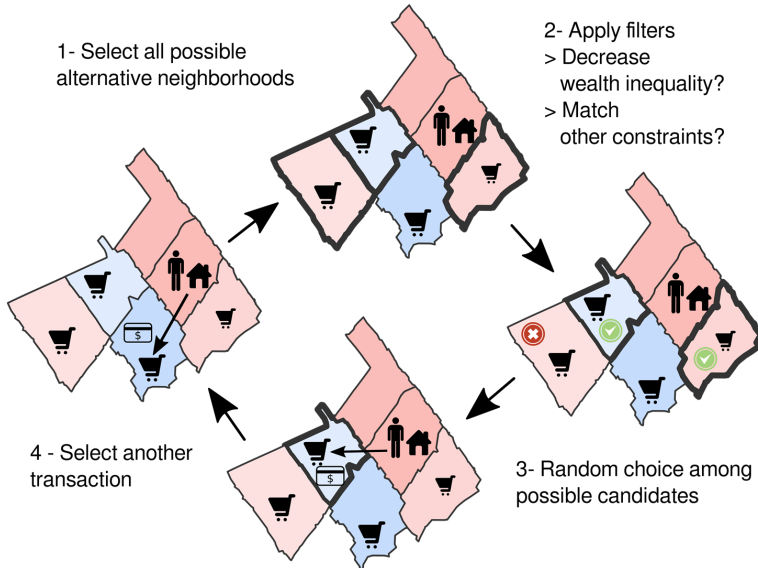 1- Select all possible
alternative neighborhoods
2- Apply filters
> Decrease
wealth inequality?
> Match
other constraints?
$
4 - Select another
transaction
$
3- Random choice among
possible candidates